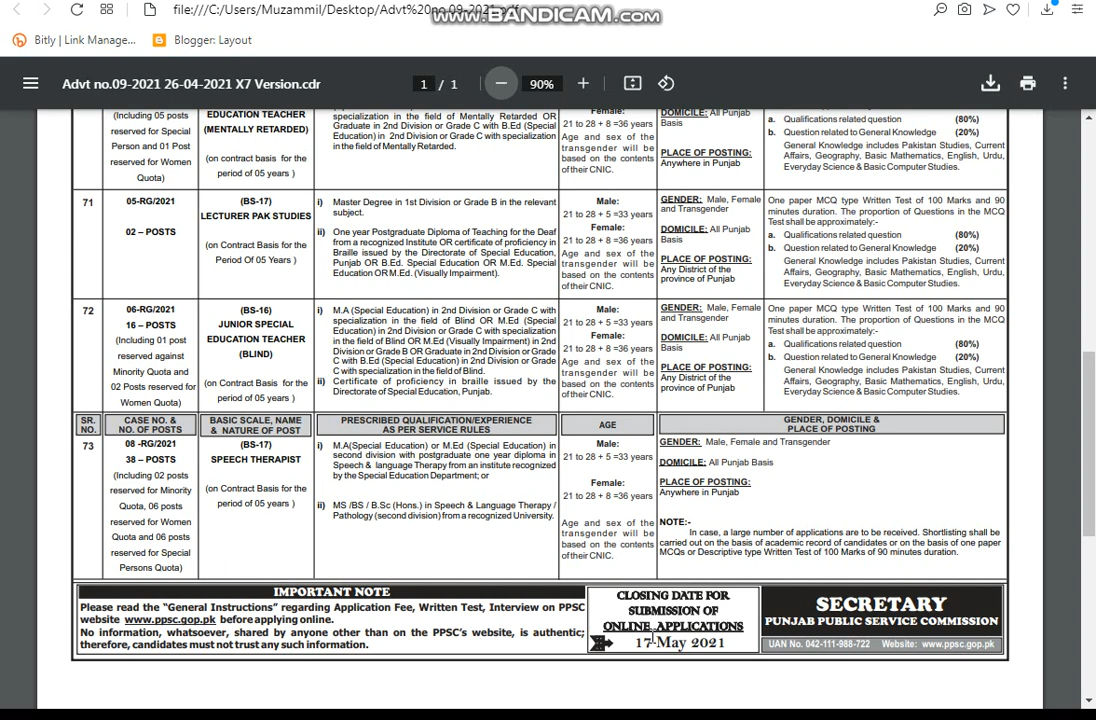 file:///C:/Users/Muzammil/Desktop/Advt%20no.09-2021.pdf
www.BANDICAM.com
Bitly | Link Manage...
Blogger: Layout
Advt no.09-2021 26-04-2021 X7 Version.cdr
1 / 1
90%
(Including 05 posts
reserved for Special
Person and 01 Post
reserved for Women
Quota)
EDUCATION TEACHER
(MENTALLY RETARDED)
(on contract basis for the
period of 05 years )
specialization in the field of Mentally Retarded OR
Graduate in 2nd Division or Grade C with B.Ed (Special
Education) in 2nd Division or Grade C with specialization
in the field of Mentally Retarded.
Female:
21 to 28 + 8 =36 years
Age and sex of the
transgender will be
based on the contents
of their CNIC.
DOMICILE: All Punjab
Basis
PLACE OF POSTING:
Anywhere in Punjab
a. Qualifications related question (80%)
b. Question related to General Knowledge (20%)
General Knowledge includes Pakistan Studies, Current
Affairs, Geography, Basic Mathematics, English, Urdu,
Everyday Science & Basic Computer Studies.
71
05-RG/2021
02 – POSTS
(BS-17)
LECTURER PAK STUDIES
(on Contract Basis for the
Period Of 05 Years )
i) Master Degree in 1st Division or Grade B in the relevant
subject.
ii) One year Postgraduate Diploma of Teaching for the Deaf
from a recognized Institute OR certificate of proficiency in
Braille issued by the Directorate of Special Education,
Punjab OR B.Ed. Special Education OR M.Ed. Special
Education OR M.Ed. (Visually Impairment).
Male:
21 to 28 + 5 =33 years
Female:
21 to 28 + 8 =36 years
Age and sex of the
transgender will be
based on the contents
of their CNIC.
GENDER: Male, Female
and Transgender
DOMICILE: All Punjab
Basis
PLACE OF POSTING:
Any District of the
province of Punjab
One paper MCQ type Written Test of 100 Marks and 90
minutes duration. The proportion of Questions in the MCQ
Test shall be approximately:-
a. Qualifications related question (80%)
b. Question related to General Knowledge (20%)
General Knowledge includes Pakistan Studies, Current
Affairs, Geography, Basic Mathematics, English, Urdu,
Everyday Science & Basic Computer Studies.
72
06-RG/2021
16 – POSTS
(Including 01 post
reserved against
Minority Quota and
02 Posts reserved for
Women Quota)
(BS-16)
JUNIOR SPECIAL
EDUCATION TEACHER
(BLIND)
(on Contract Basis for the
period of 05 years )
i) M.A (Special Education) in 2nd Division or Grade C with
specialization in the field of Blind OR M.Ed (Special
Education) in 2nd Division or Grade C with specialization
in the field of Blind OR M.Ed (Visually Impairment) in 2nd
Division or Grade B OR Graduate in 2nd Division or Grade
C with B.Ed (Special Education) in 2nd Division or Grade
C with specialization in the field of Blind.
ii) Certificate of proficiency in braille issued by the
Directorate of Special Education, Punjab.
Male:
21 to 28 + 5 =33 years
Female:
21 to 28 + 8 =36 years
Age and sex of the
transgender will be
based on the contents
of their CNIC.
GENDER: Male, Female
and Transgender
DOMICILE: All Punjab
Basis
PLACE OF POSTING:
Any District of the
province of Punjab
One paper MCQ type Written Test of 100 Marks and 90
minutes duration. The proportion of Questions in the MCQ
Test shall be approximately:-
a. Qualifications related question (80%)
b. Question related to General Knowledge (20%)
General Knowledge includes Pakistan Studies, Current
Affairs, Geography, Basic Mathematics, English, Urdu,
Everyday Science & Basic Computer Studies.
SR.
NO.
CASE NO. &
NO. OF POSTS
BASIC SCALE, NAME
& NATURE OF POST
PRESCRIBED QUALIFICATION/EXPERIENCE
AS PER SERVICE RULES
AGE
GENDER, DOMICILE &
PLACE OF POSTING
73
08 -RG/2021
38 – POSTS
(Including 02 posts
reserved for Minority
Quota, 06 posts
reserved for Women
Quota and 06 posts
reserved for Special
Persons Quota)
(BS-17)
SPEECH THERAPIST
(on Contract Basis for the
period of 05 years )
i) M.A(Special Education) or M.Ed (Special Education) in
second division with postgraduate one year diploma in
Speech & language Therapy from an institute recognized
by the Special Education Department; or
ii) MS /BS / B.Sc (Hons.) in Speech & Language Therapy /
Pathology (second division) from a recognized University.
Male:
21 to 28 + 5 =33 years
Female:
21 to 28 + 8 =36 years
Age and sex of the
transgender will be
based on the contents
of their CNIC.
GENDER: Male, Female and Transgender
DOMICILE: All Punjab Basis
PLACE OF POSTING:
Anywhere in Punjab
NOTE:-
In case, a large number of applications are to be received. Shortlisting shall be
carried out on the basis of academic record of candidates or on the basis of one paper
MCQs or Descriptive type Written Test of 100 Marks of 90 minutes duration.
IMPORTANT NOTE
Please read the "General Instructions" regarding Application Fee, Written Test, Interview on PPSC
website www.ppsc.gop.pk before applying online.
No information, whatsoever, shared by anyone other than on the PPSC's website, is authentic;
therefore, candidates must not trust any such information.
CLOSING DATE FOR
SUBMISSION OF
ONLINE APPLICATIONS
17 May 2021
SECRETARY
PUNJAB PUBLIC SERVICE COMMISSION
UAN No. 042-111-988-722 Website: www.ppsc.gop.pk